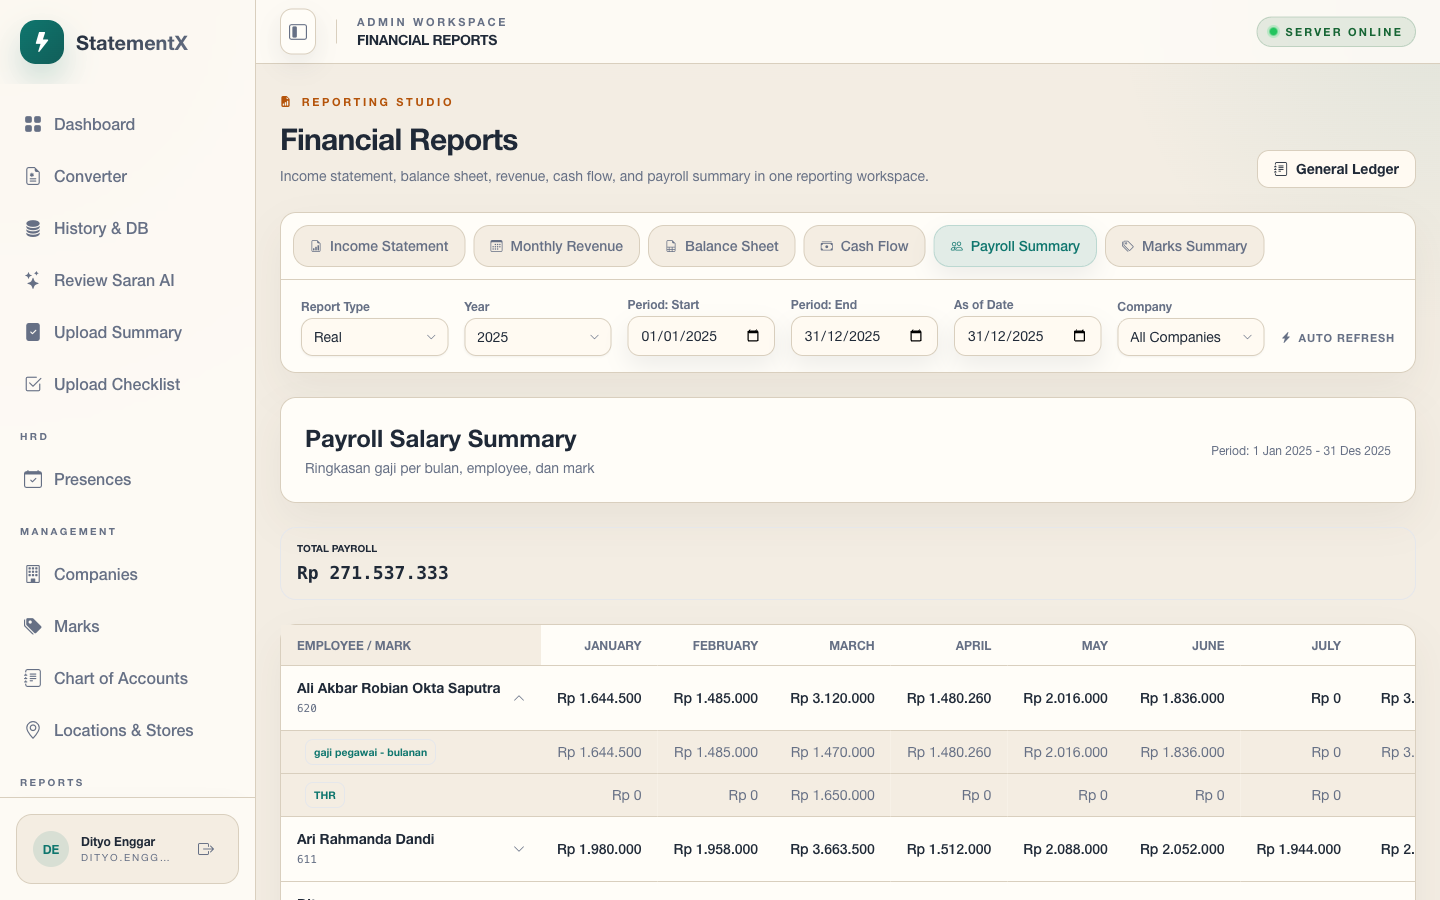 StatementX
ADMIN WORKSPACE
FINANCIAL REPORTS
SERVER ONLINE
Dashboard
Converter
History & DB
Review Saran AI
Upload Summary
Upload Checklist
HRD
Presences
MANAGEMENT
Companies
Marks
Chart of Accounts
Locations & Stores
REPORTS
DE
Dityo Enggar
DITYO.ENGG...
REPORTING STUDIO
Financial Reports
Income statement, balance sheet, revenue, cash flow, and payroll summary in one reporting workspace.
General Ledger
Income Statement Monthly Revenue Balance Sheet Cash Flow Payroll Summary Marks Summary
Report Type Year Period: Start Period: End As of Date Company
Real 2025 01/01/2025 31/12/2025 31/12/2025 All Companies AUTO REFRESH
Payroll Salary Summary
Ringkasan gaji per bulan, employee, dan mark
Period: 1 Jan 2025 - 31 Des 2025
TOTAL PAYROLL
Rp 271.537.333
EMPLOYEE / MARK JANUARY FEBRUARY MARCH APRIL MAY JUNE JULY
Ali Akbar Robian Okta Saputra Rp 1.644.500 Rp 1.485.000 Rp 3.120.000 Rp 1.480.260 Rp 2.016.000 Rp 1.836.000 Rp 0 Rp 3.
620
gaji pegawai - bulanan Rp 1.644.500 Rp 1.485.000 Rp 1.470.000 Rp 1.480.260 Rp 2.016.000 Rp 1.836.000 Rp 0 Rp 3.
THR Rp 0 Rp 0 Rp 1.650.000 Rp 0 Rp 0 Rp 0 Rp 0
Ari Rahmanda Dandi Rp 1.980.000 Rp 1.958.000 Rp 3.663.500 Rp 1.512.000 Rp 2.088.000 Rp 2.052.000 Rp 1.944.000 Rp 2.
611